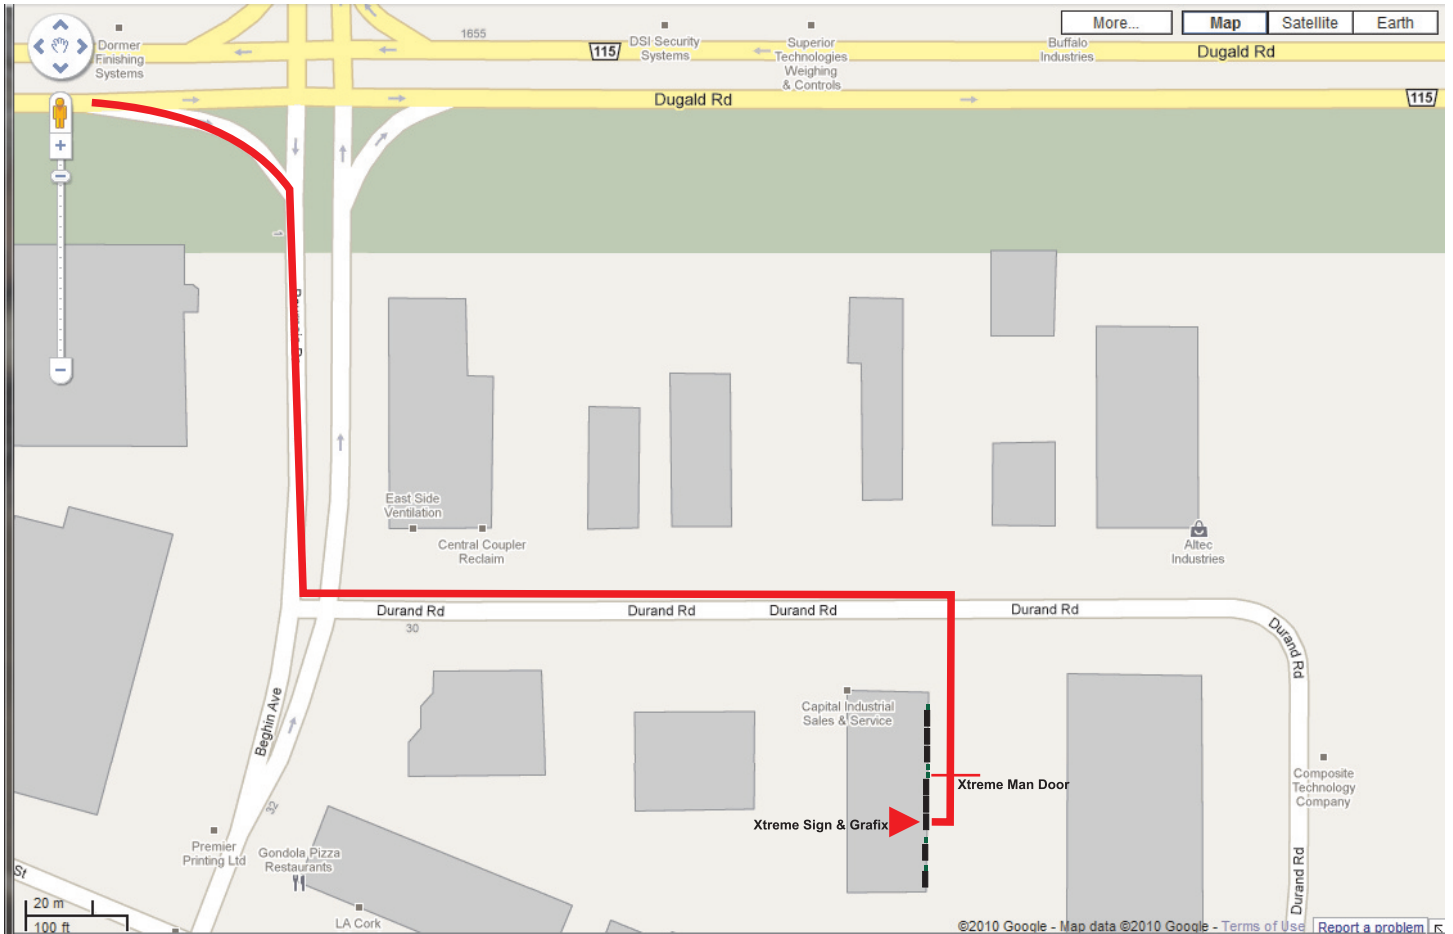 More...
Map
Satellite
Earth
1655
Dormer
Finishing
Systems
115
DSI Security
Systems
Superior
Technologies
Weighing
& Controls
Buffalo
Industries
Dugald Rd
Dugald Rd
115
1
East Side
Ventilation
Central Coupler
Reclaim
Altec
Industries
Durand Rd
Durand Rd
Durand Rd
Durand Rd
30
Durand Rd
Beghin Ave
Capital Industrial
Sales & Service
Xtreme Man Door
Xtreme Sign & Grafix
Composite
Technology
Company
32
Premier
Printing Ltd
Gondola Pizza
Restaurants
Durand Rd
St
20 m
100 ft
LA Cork
©2010 Google - Map data ©2010 Google - Terms of Use
Report a problem